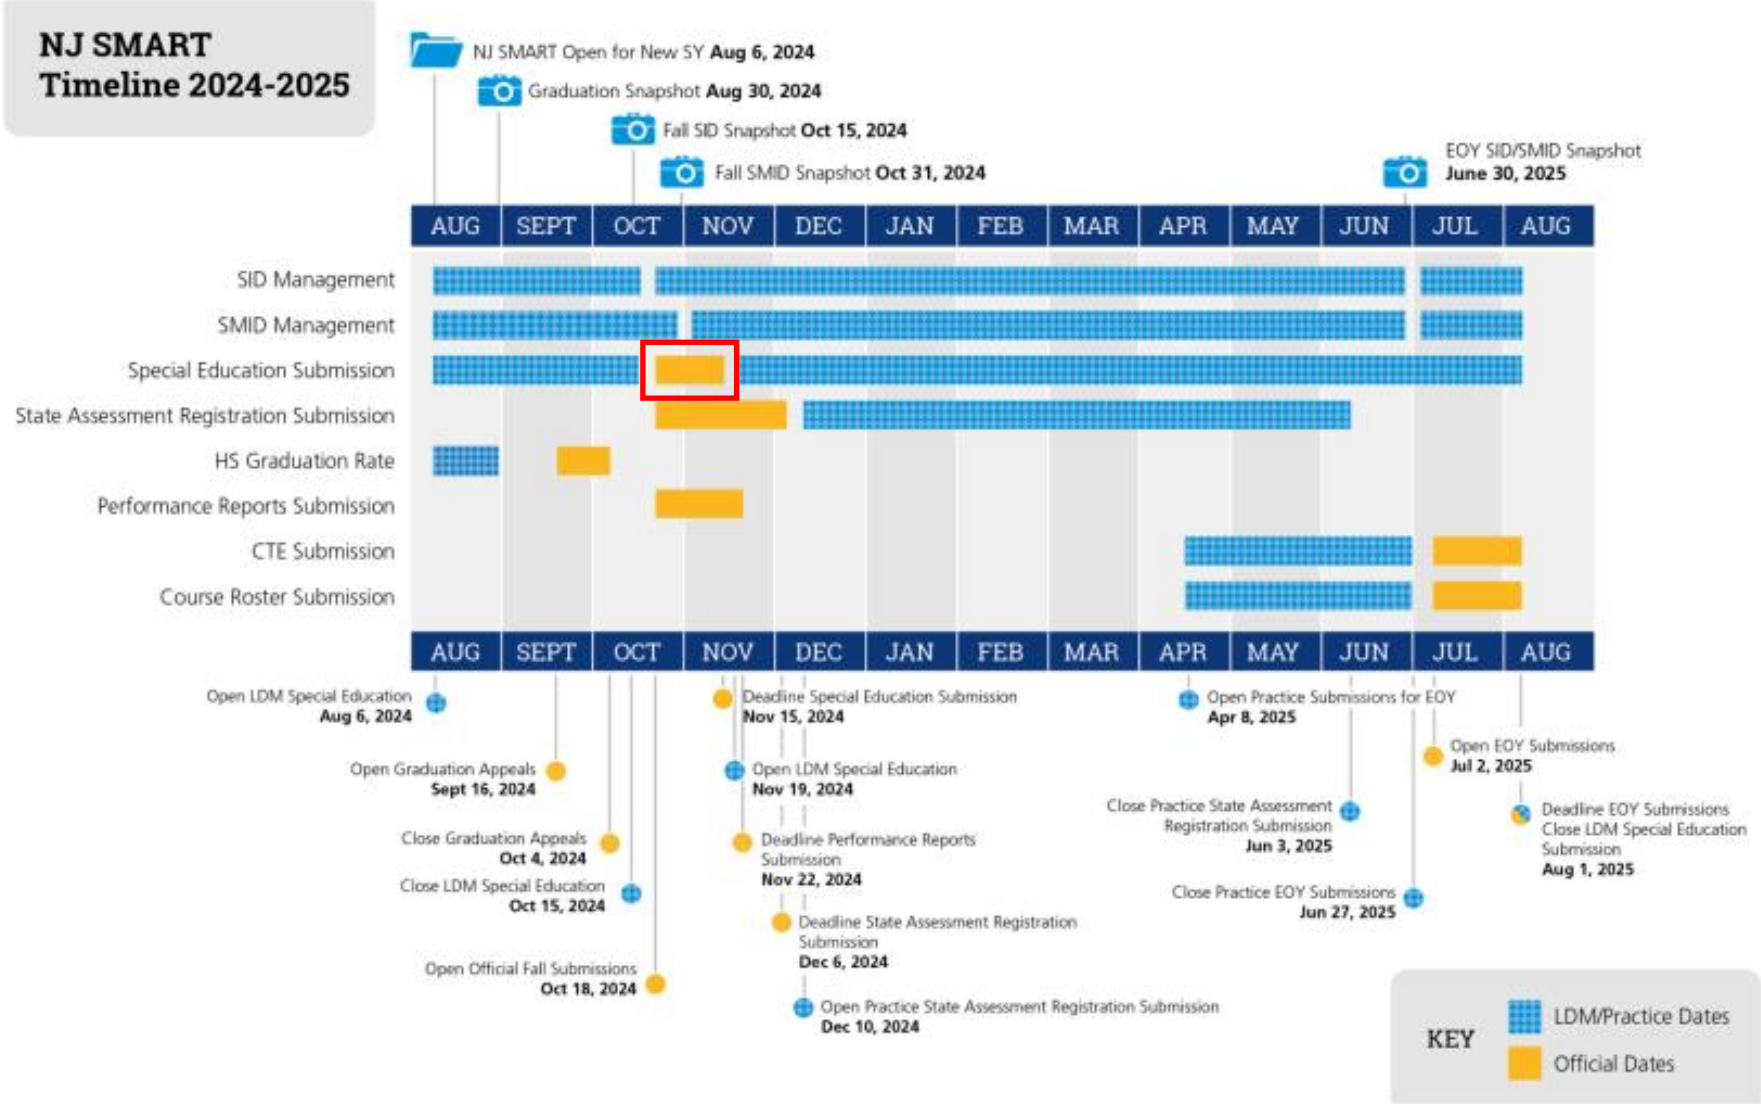 NJ SMART
Timeline 2024-2025
NJ SMART Open for New SY Aug 6, 2024
Graduation Snapshot Aug 30, 2024
Fall SID Snapshot Oct 15, 2024
Fall SMID Snapshot Oct 31, 2024
EOY SID/SMID Snapshot
June 30, 2025
AUG SEPT OCT NOV DEC JAN FEB MAR APR MAY JUN JUL AUG
SID Management
SMID Management
Special Education Submission
State Assessment Registration Submission
HS Graduation Rate
Performance Reports Submission
CTE Submission
Course Roster Submission
AUG SEPT OCT NOV DEC JAN FEB MAR APR MAY JUN JUL AUG
Open LDM Special Education
Aug 6, 2024
Open Graduation Appeals
Sept 16, 2024
Close Graduation Appeals
Oct 4, 2024
Close LDM Special Education
Oct 15, 2024
Open Official Fall Submissions
Oct 18, 2024
Deadline Special Education Submission
Nov 15, 2024
Open LDM Special Education
Nov 19, 2024
Deadline Performance Reports
Submission
Nov 22, 2024
Deadline State Assessment Registration
Submission
Dec 6, 2024
Open Practice State Assessment Registration Submission
Dec 10, 2024
Open Practice Submissions for EOY
Apr 8, 2025
Close Practice State Assessment
Registration Submission
Jun 3, 2025
Close Practice EOY Submissions
Jun 27, 2025
Open EOY Submissions
Jul 2, 2025
Deadline EOY Submissions
Close LDM Special Education
Submission
Aug 1, 2025
KEY
LDM/Practice Dates
Official Dates